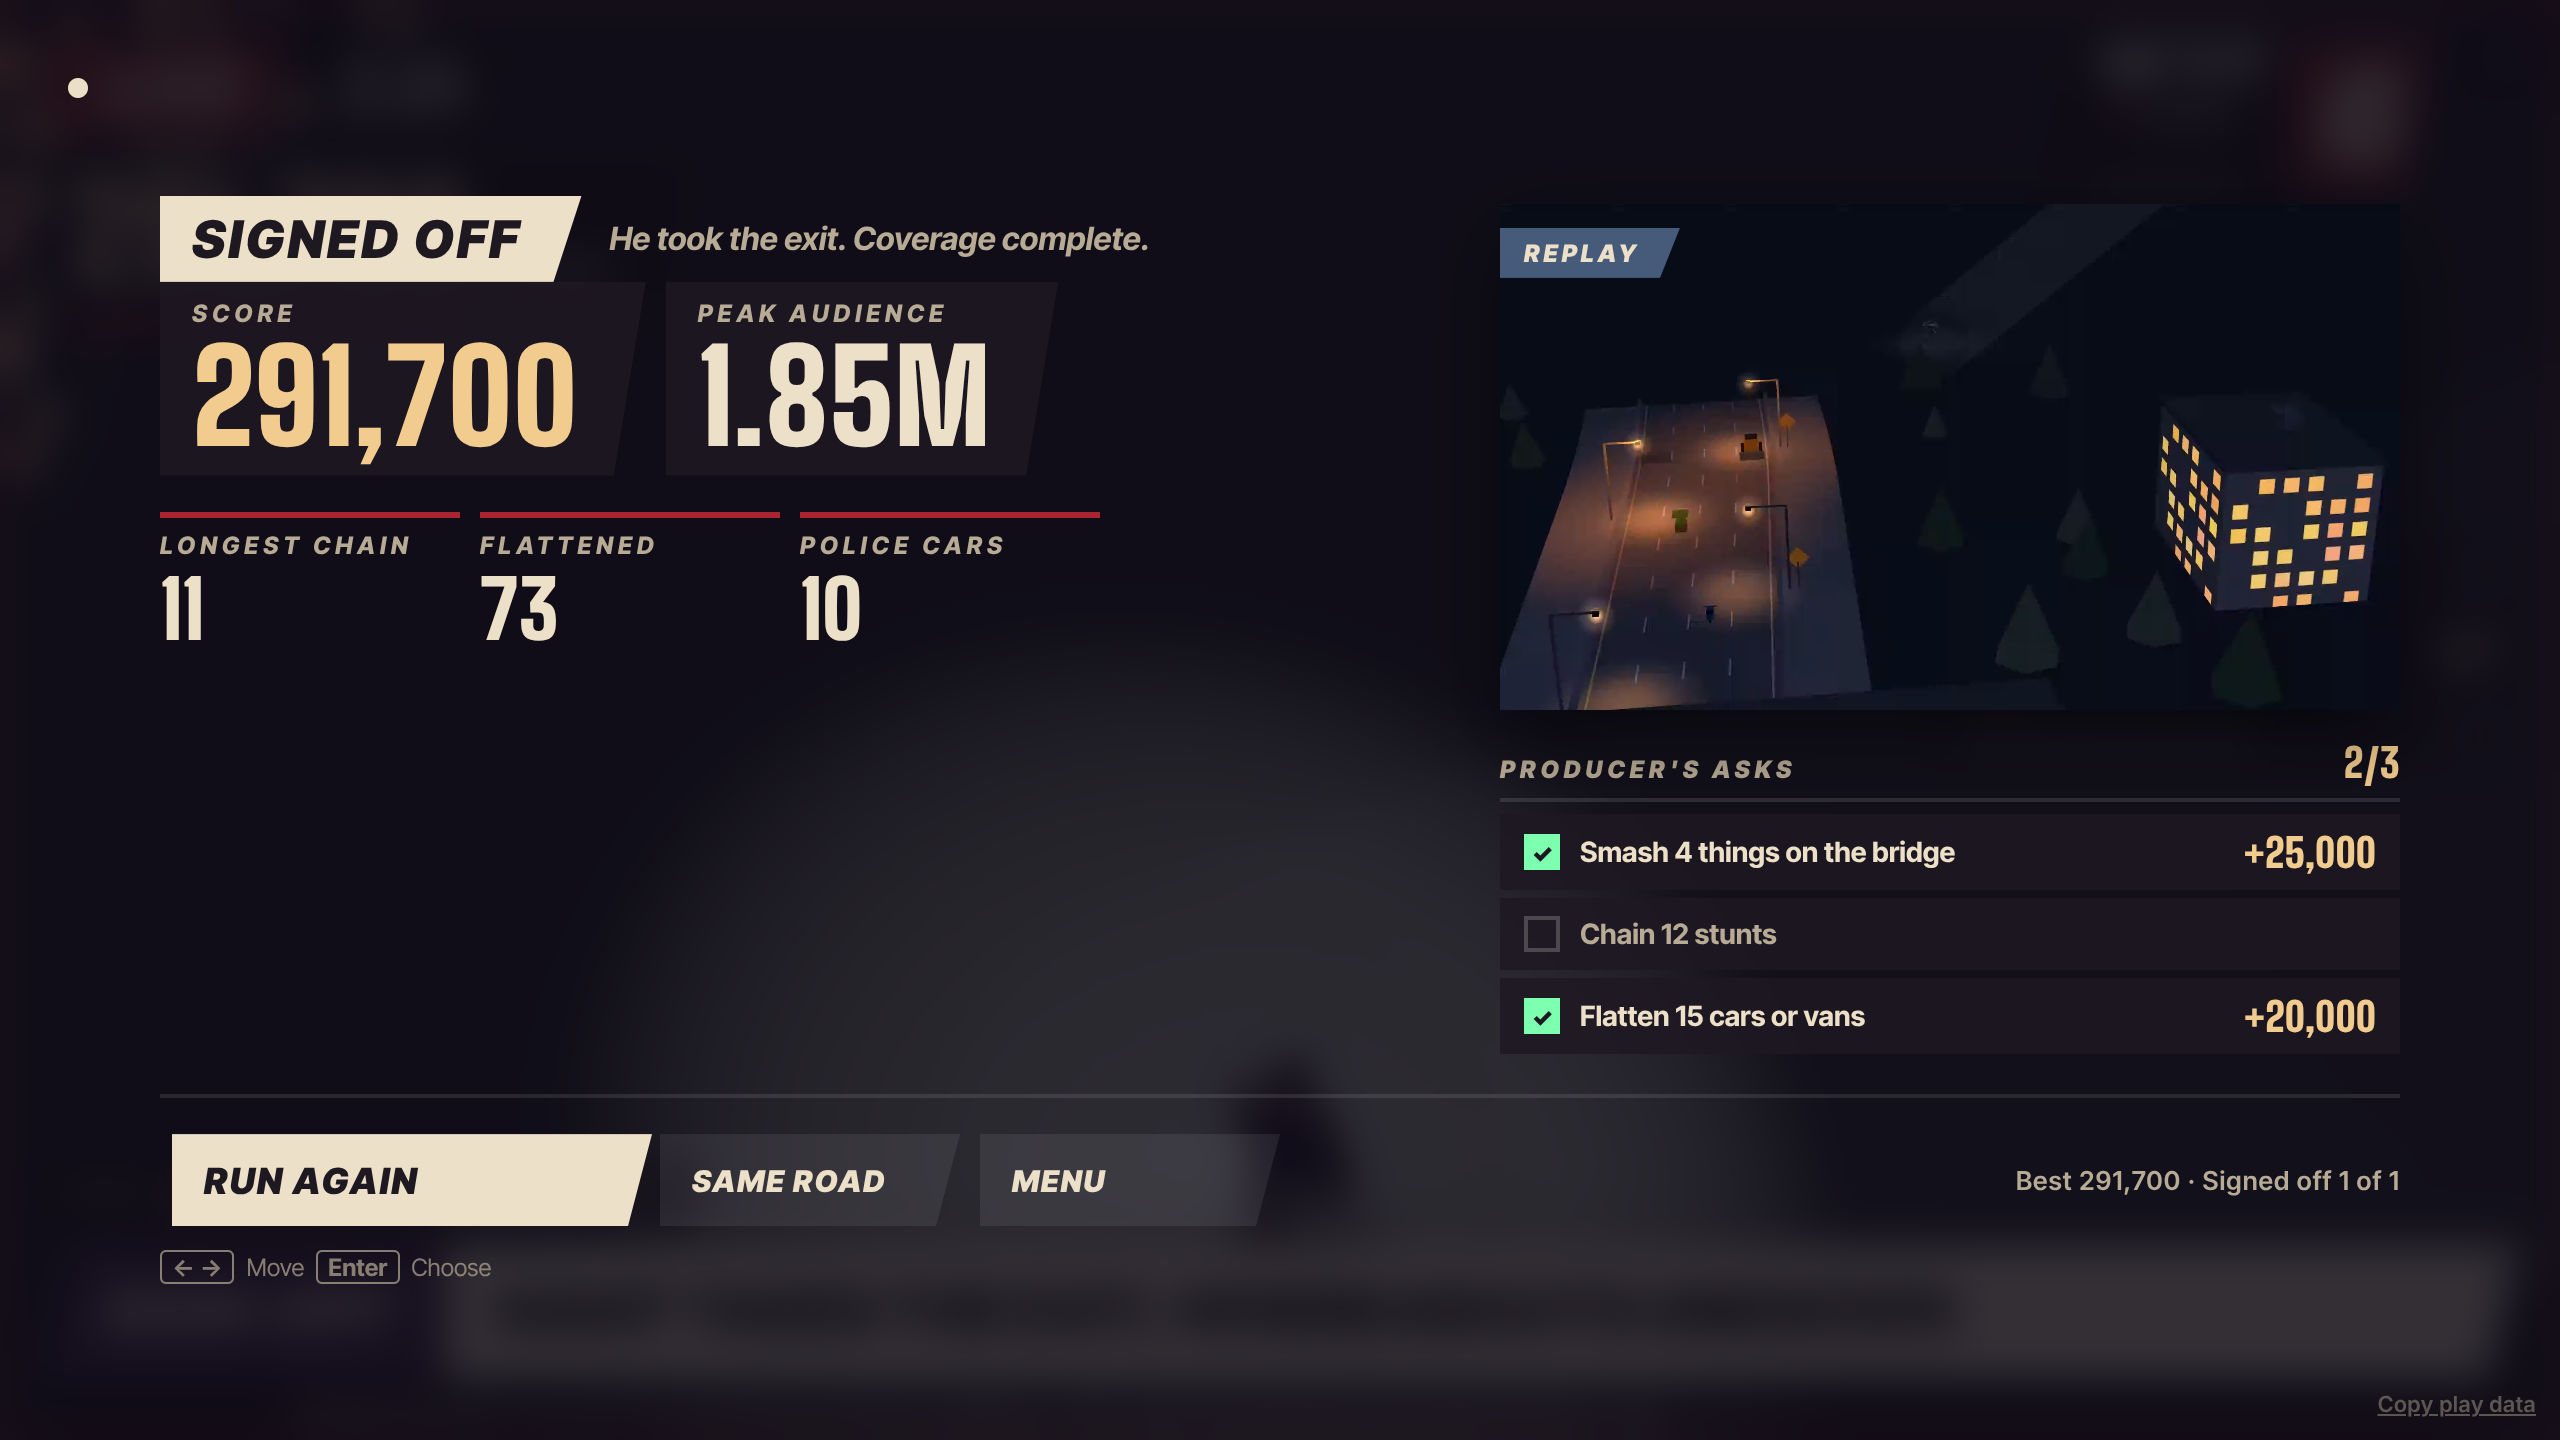 SIGNED OFF
He took the exit. Coverage complete.
SCORE
291,700
PEAK AUDIENCE
1.85M
LONGEST CHAIN
11
FLATTENED
73
POLICE CARS
10
REPLAY
PRODUCER'S ASKS
2/3
Smash 4 things on the bridge
+25,000
Chain 12 stunts
Flatten 15 cars or vans
+20,000
RUN AGAIN
SAME ROAD
MENU
Best 291,700 · Signed off 1 of 1
← → Move Enter Choose
Copy play data